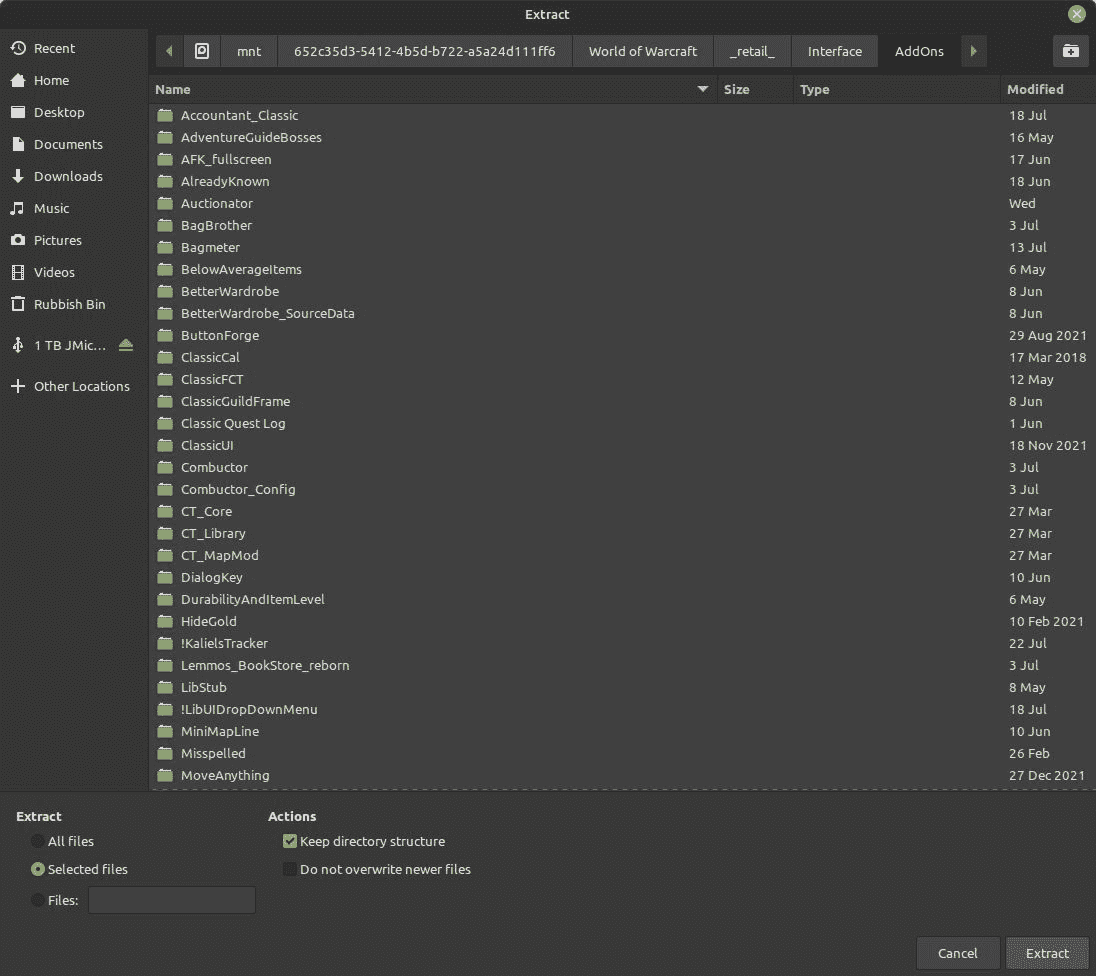 Extract
Recent
Home
Desktop
Documents
Downloads
Music
Pictures
Videos
Rubbish Bin
1 TB JMic...
Other Locations
mnt 652c35d3-5412-4b5d-b722-a5a24d111ff6 World of Warcraft _retail_ Interface AddOns
Name Size Type Modified
Accountant_Classic 18 Jul
AdventureGuideBosses 16 May
AFK_fullscreen 17 Jun
AlreadyKnown 18 Jun
Auctionator Wed
BagBrother 3 Jul
Bagmeter 13 Jul
BelowAverageItems 6 May
BetterWardrobe 8 Jun
BetterWardrobe_SourceData 8 Jun
ButtonForge 29 Aug 2021
ClassicCal 17 Mar 2018
ClassicFCT 12 May
ClassicGuildFrame 8 Jun
Classic Quest Log 1 Jun
ClassicUI 18 Nov 2021
Combuctor 3 Jul
Combuctor_Config 3 Jul
CT_Core 27 Mar
CT_Library 27 Mar
CT_MapMod 27 Mar
DialogKey 10 Jun
DurabilityAndItemLevel 6 May
HideGold 10 Feb 2021
!KalielsTracker 22 Jul
Lemmos_BookStore_reborn 3 Jul
LibStub 8 May
!LibUIDropDownMenu 18 Jul
MiniMapLine 10 Jun
Misspelled 26 Feb
MoveAnything 27 Dec 2021
Extract
All files
Selected files
Files:
Actions
Keep directory structure
Do not overwrite newer files
Cancel Extract